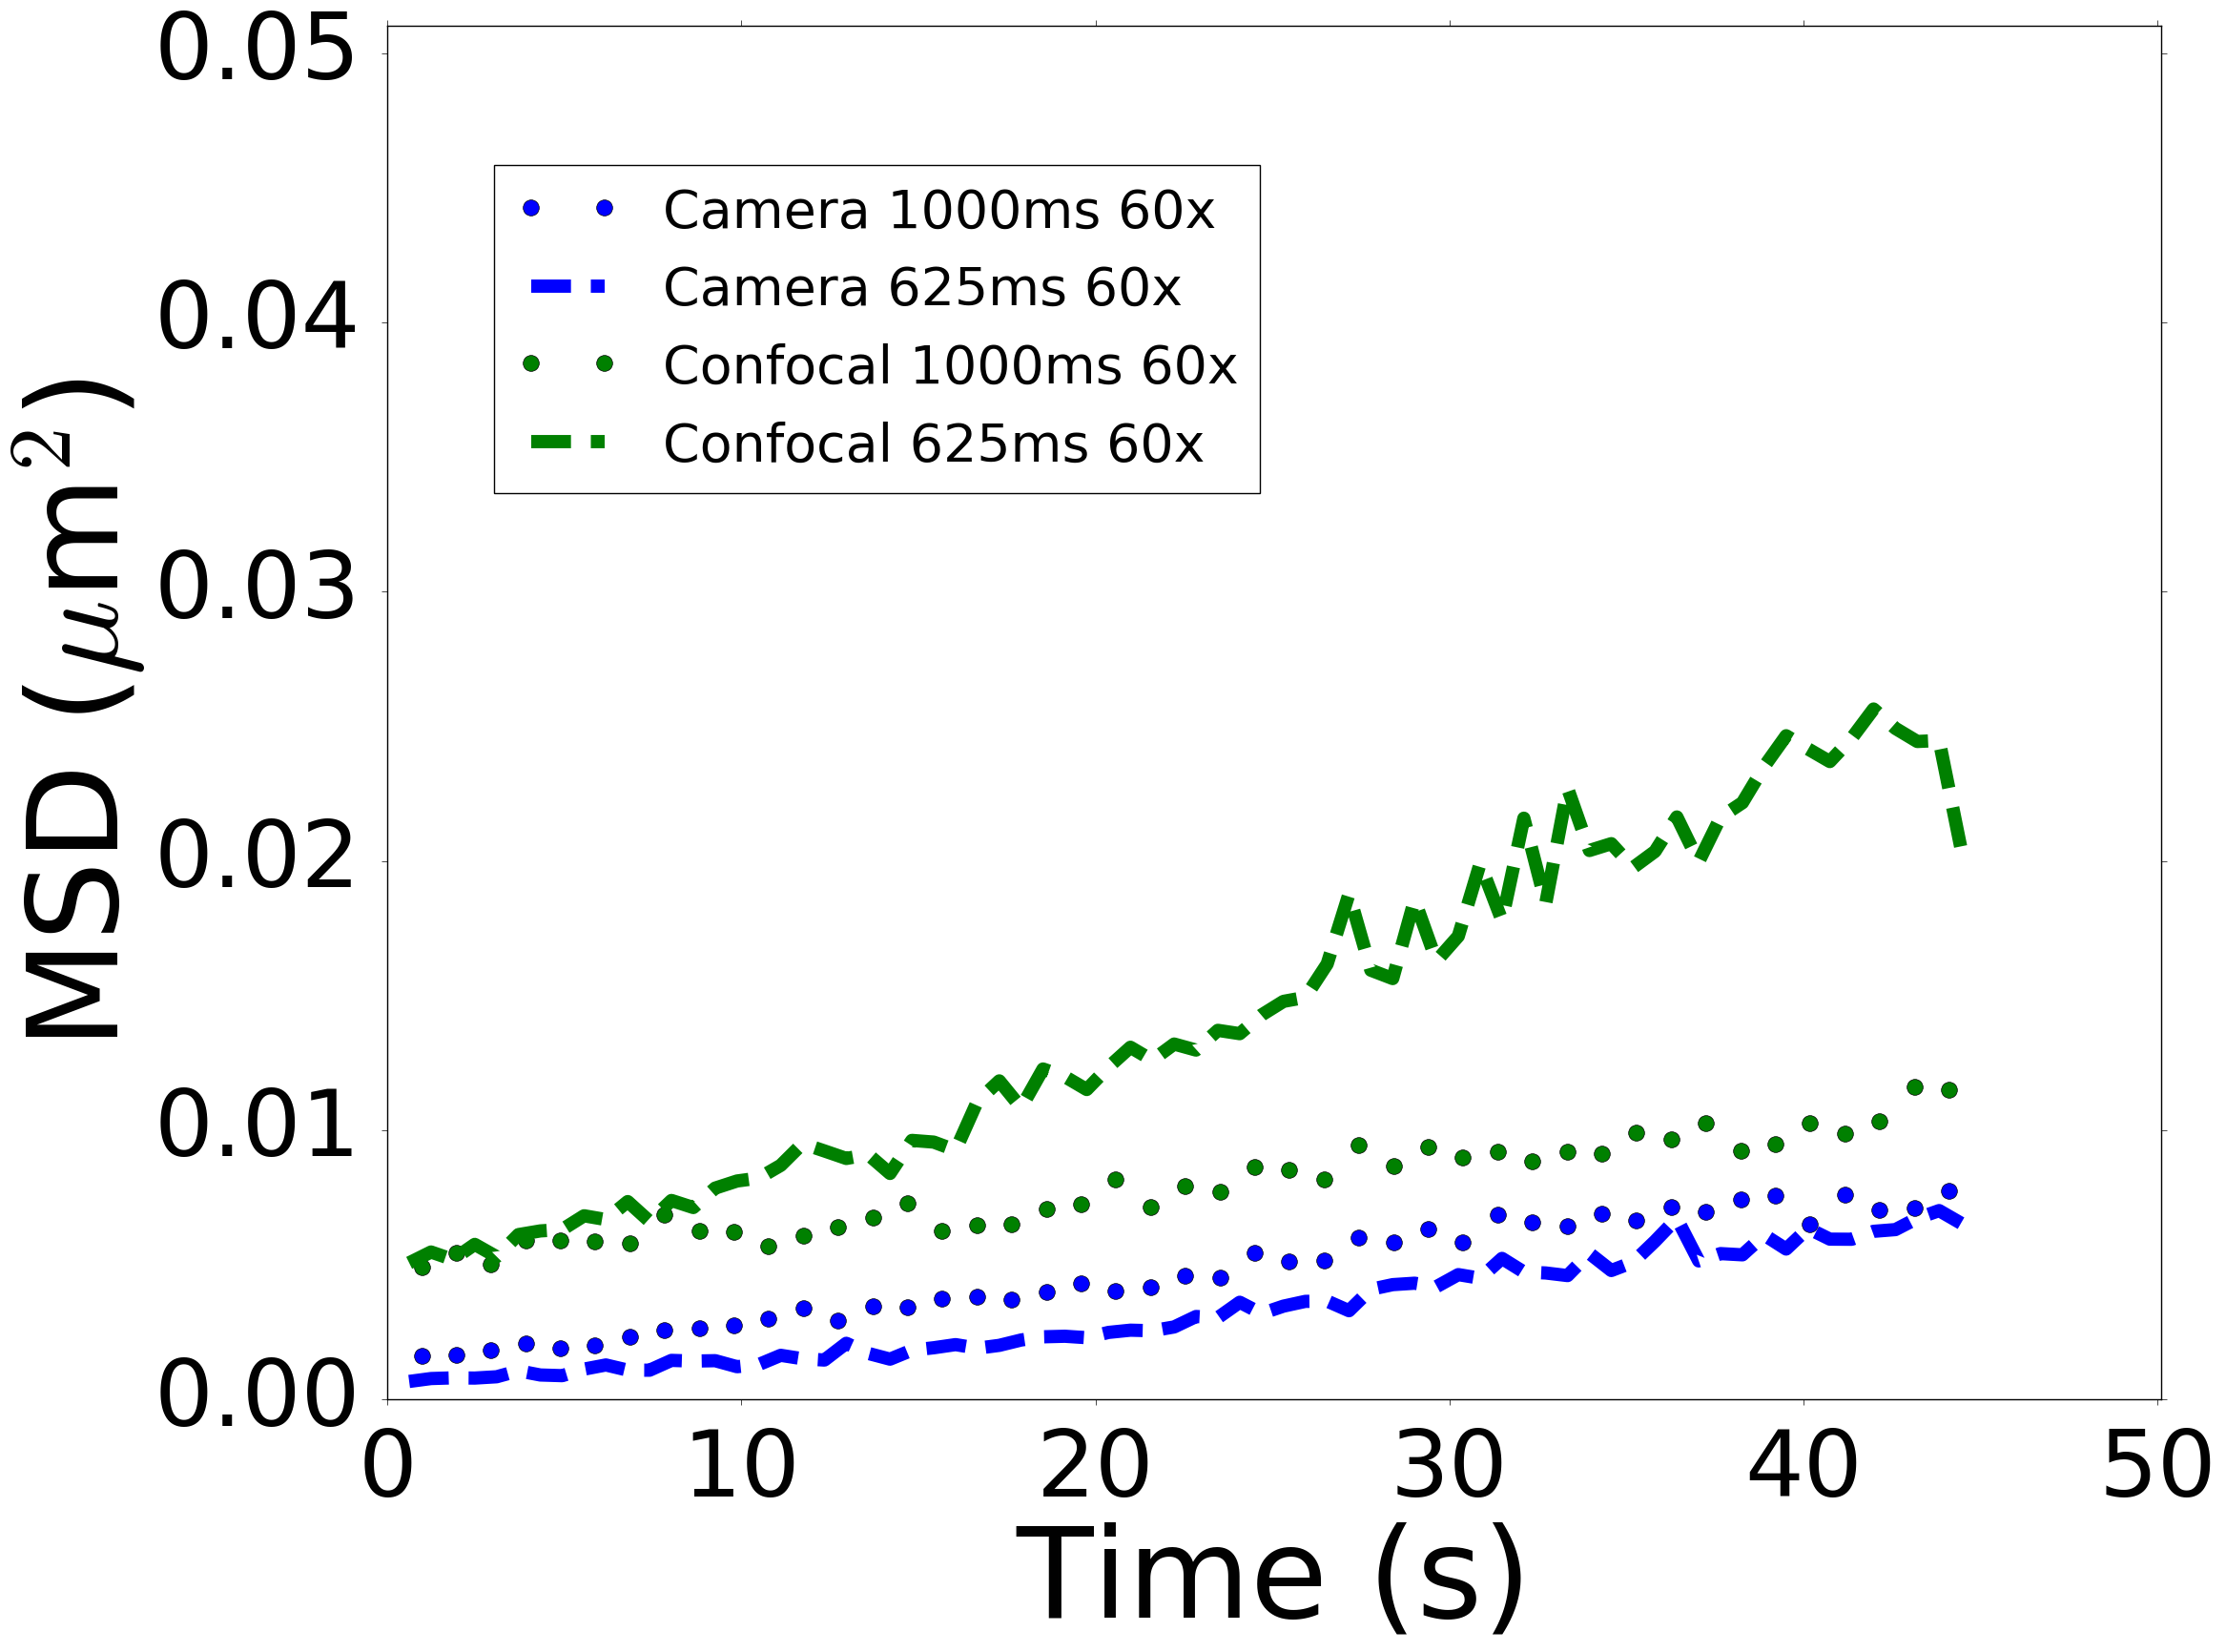 0.05
0.04
0.03
0.02
0.01
0.00
MSD (μm²)
Camera 1000ms 60x
Camera 625ms 60x
Confocal 1000ms 60x
Confocal 625ms 60x
0 10 20 30 40 50
Time (s)